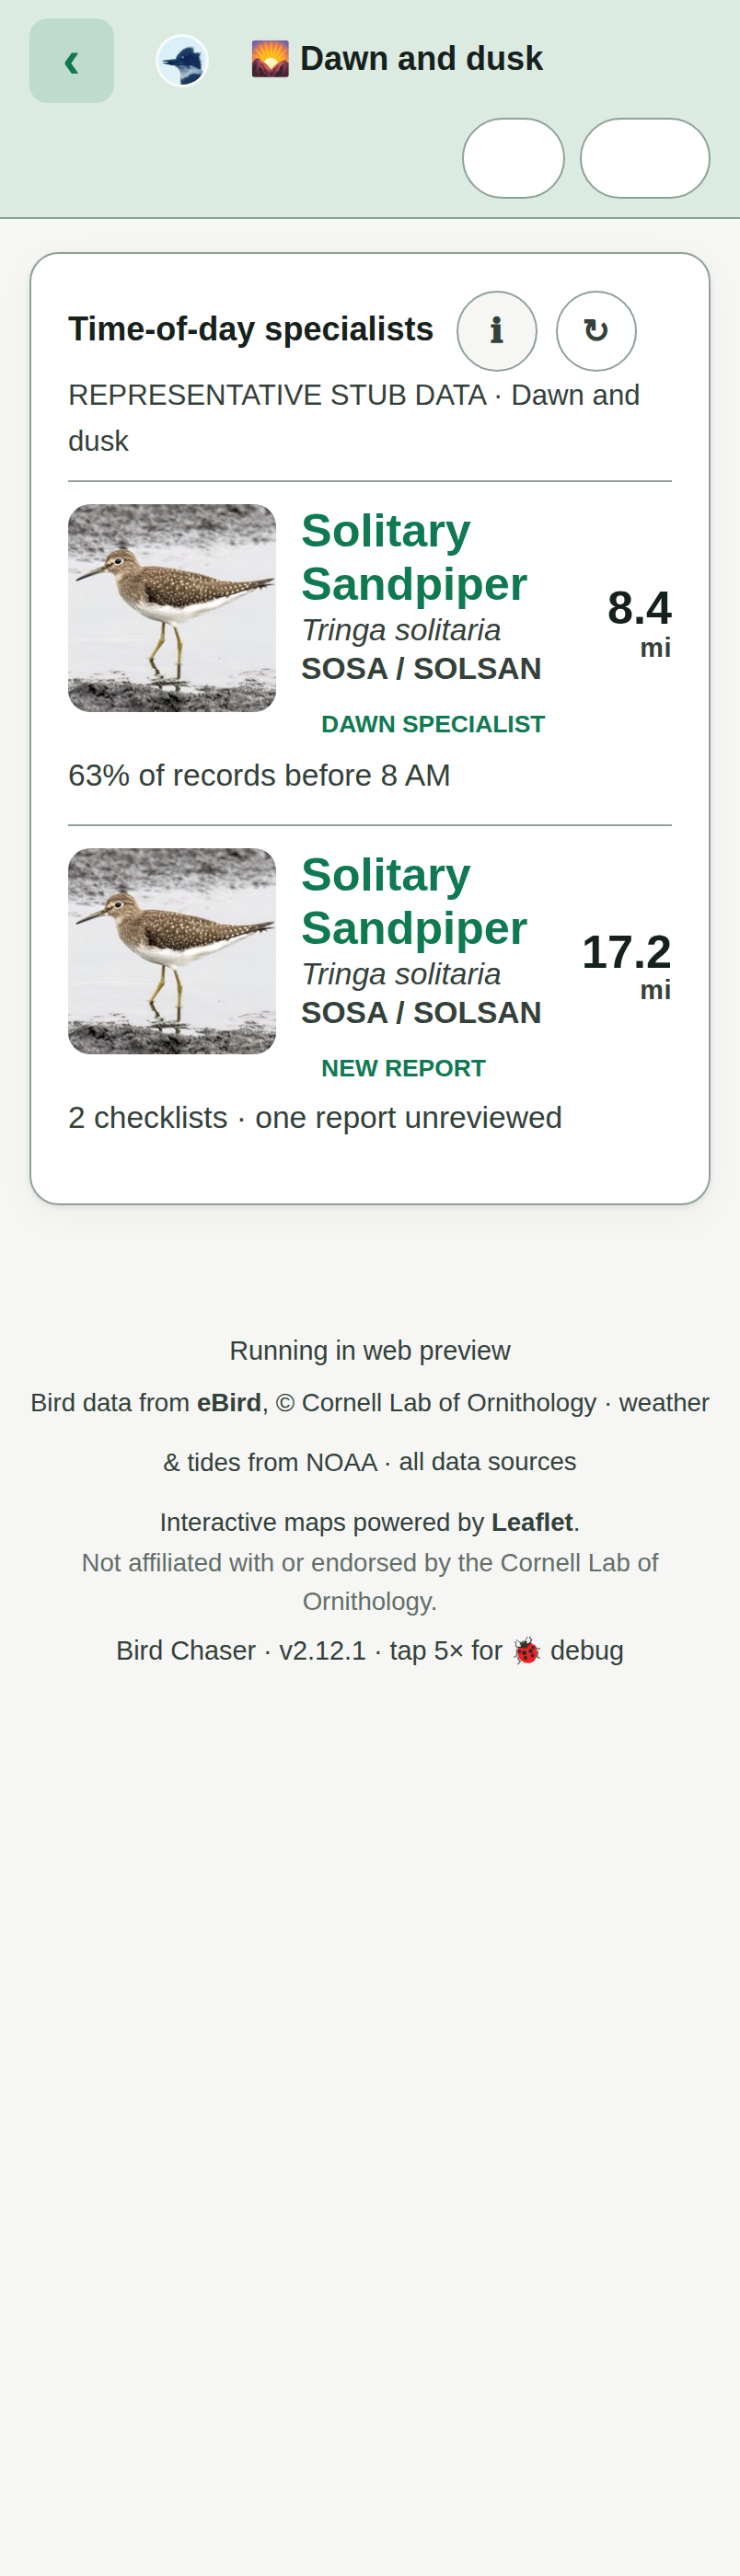 ‹
🌄 Dawn and dusk
Time-of-day specialists ℹ ↻
REPRESENTATIVE STUB DATA · Dawn and
dusk
Solitary
Sandpiper
8.4
mi
Tringa solitaria
SOSA / SOLSAN
DAWN SPECIALIST
63% of records before 8 AM
Solitary
Sandpiper
17.2
mi
Tringa solitaria
SOSA / SOLSAN
NEW REPORT
2 checklists · one report unreviewed
Running in web preview
Bird data from eBird, © Cornell Lab of Ornithology · weather
& tides from NOAA · all data sources
Interactive maps powered by Leaflet.
Not affiliated with or endorsed by the Cornell Lab of
Ornithology.
Bird Chaser · v2.12.1 · tap 5× for 🐞 debug